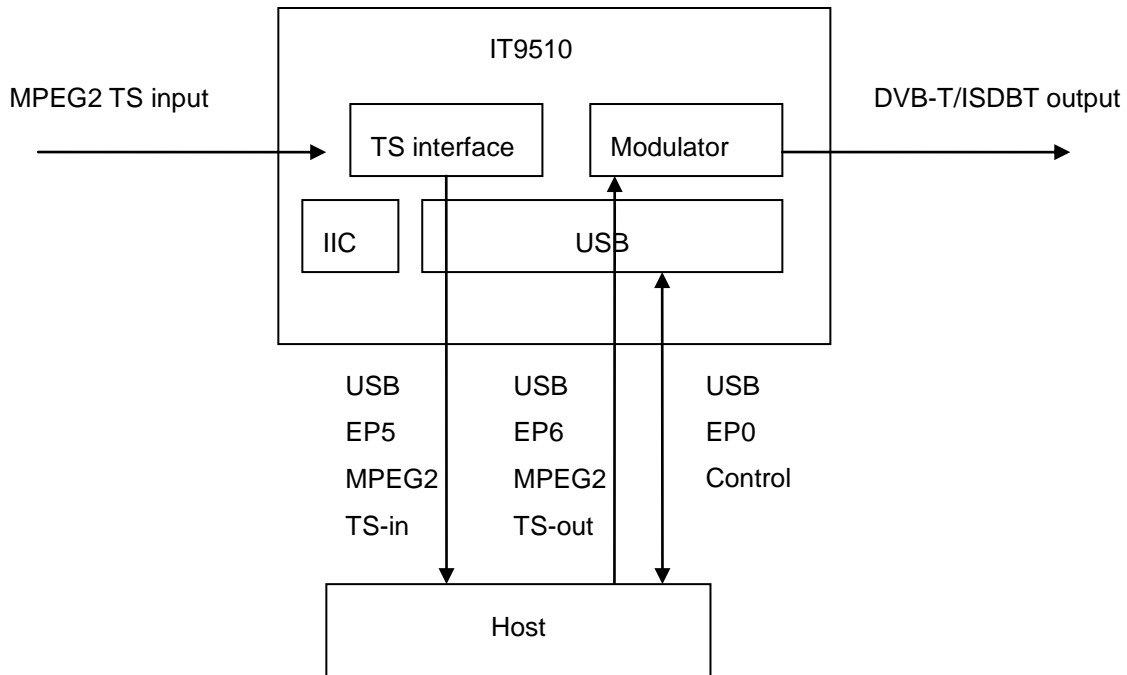 IT9510
MPEG2 TS input
DVB-T/ISDBT output
TS interface
Modulator
IIC
USB
USB
EP5
MPEG2
TS-in
USB
EP6
MPEG2
TS-out
USB
EP0
Control
Host